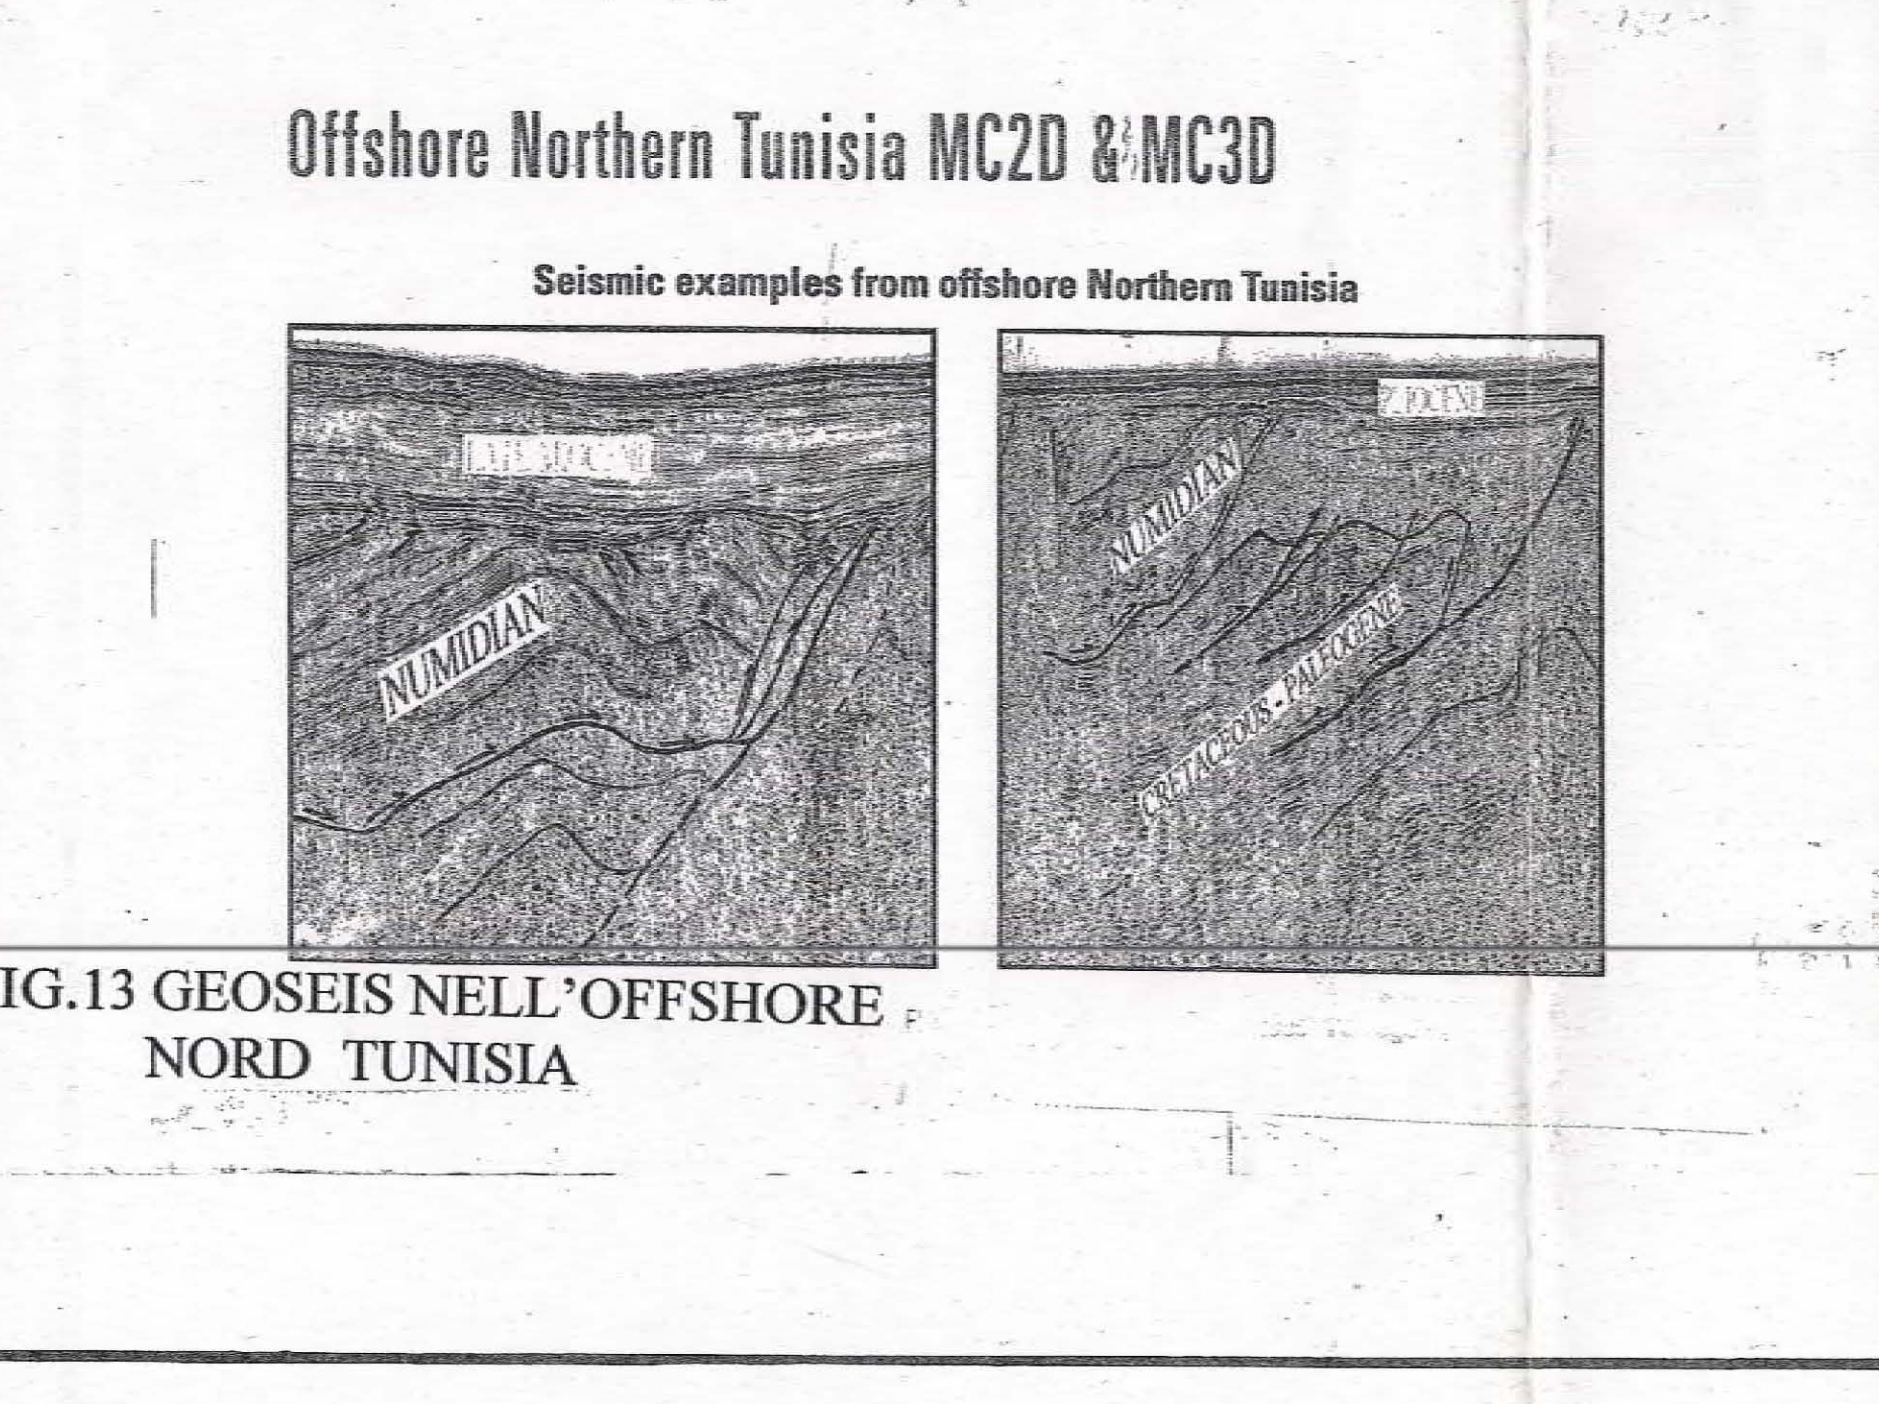 Offshore Northern Tunisia MC2D & MC3D
Seismic examples from offshore Northern Tunisia
NUMIDIAN
NUMIDIAN
CRETACEOUS - PALEOGENE
IG.13 GEOSEIS NELL'OFFSHORE
NORD TUNISIA